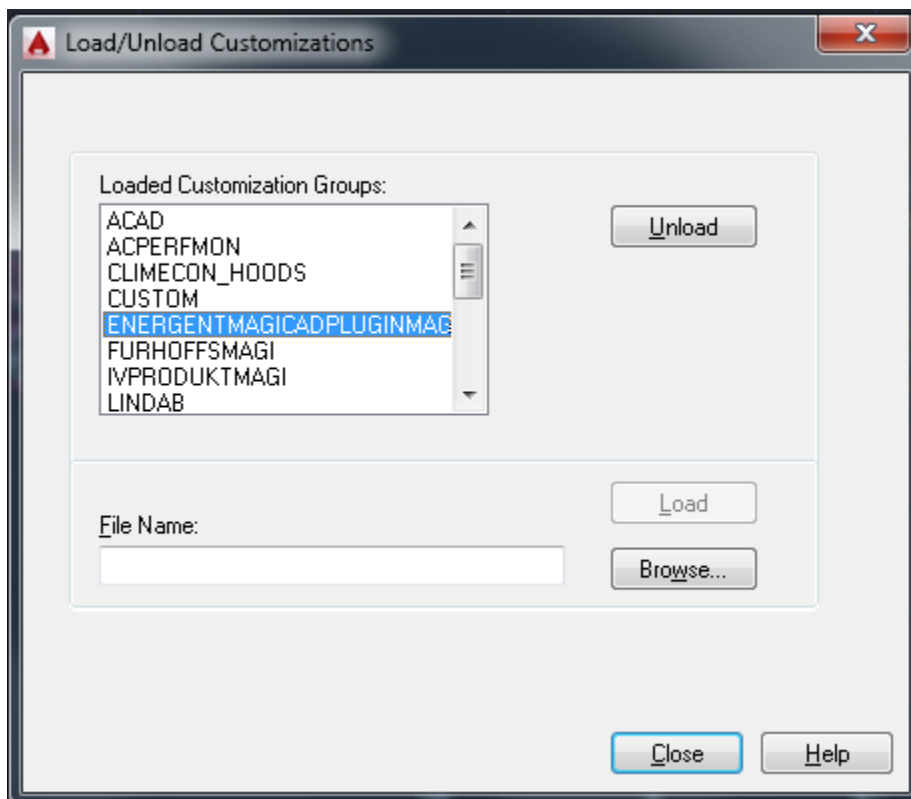 Load/Unload Customizations
Loaded Customization Groups:
ACAD
ACPERFMON
CLIMECON_HOODS
CUSTOM
ENERGENTMAGICADPLUGINMAG
FURHOFFSMAGI
IVPRODUKTMAGI
LINDAB
Unload
Load
File Name:
Browse...
Close
Help